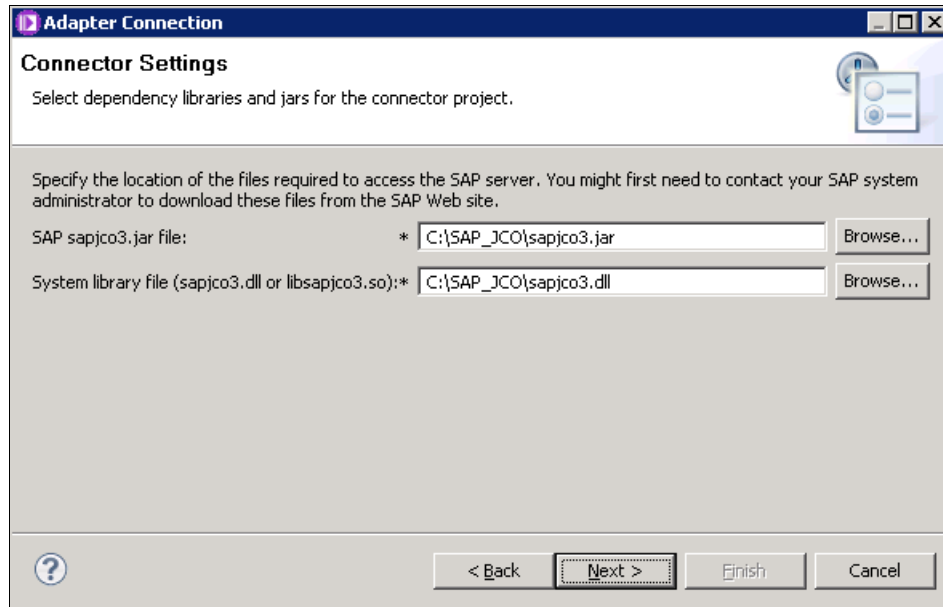 Adapter Connection
Connector Settings
Select dependency libraries and jars for the connector project.
Specify the location of the files required to access the SAP server. You might first need to contact your SAP system
administrator to download these files from the SAP Web site.
SAP sapjco3.jar file: * C:\SAP_JCO\sapjco3.jar Browse...
System library file (sapjco3.dll or libsapjco3.so):* C:\SAP_JCO\sapjco3.dll Browse...
? < Back Next > Finish Cancel